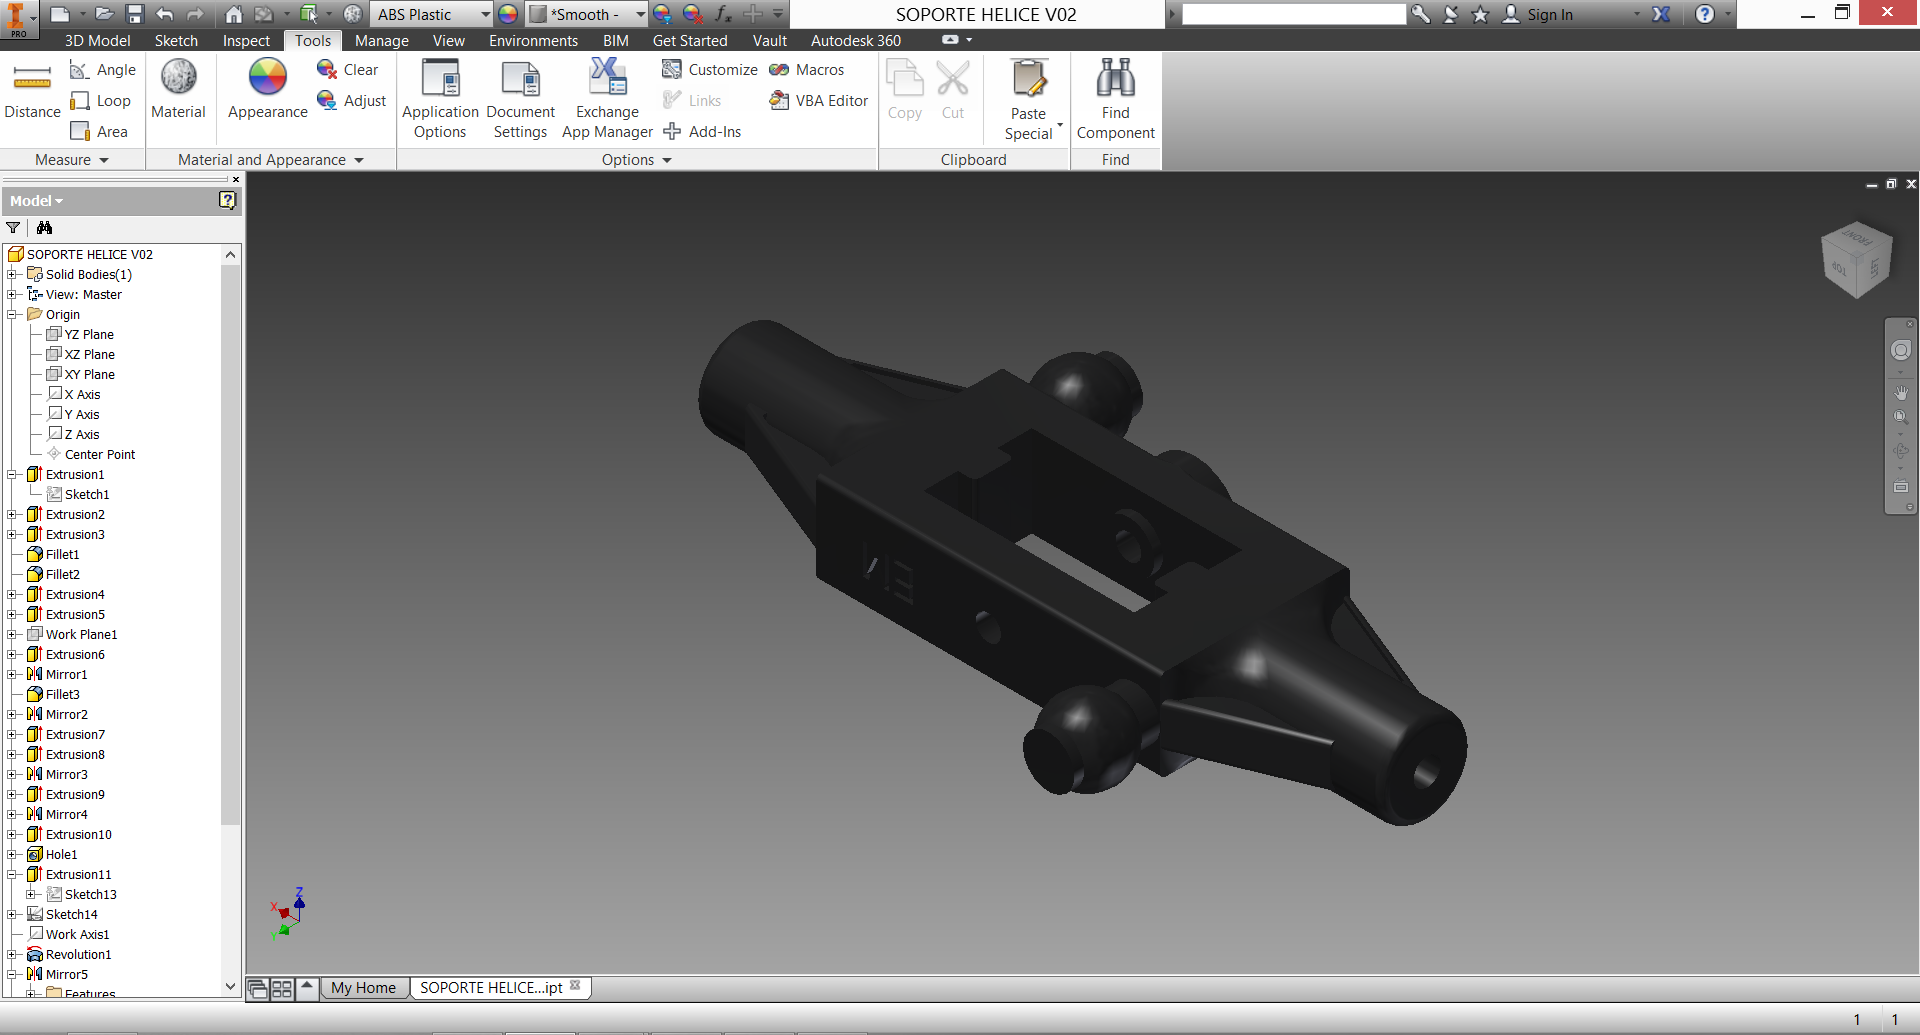 PRO
ABS Plastic
*Smooth -
fx
SOPORTE HELICE V02
Sign In
3D Model Sketch Inspect Tools Manage View Environments BIM Get Started Vault Autodesk 360
Distance
Angle
Loop
Area
Measure
Material
Appearance
Clear
Adjust
Material and Appearance
Application Options
Document Settings
Exchange App Manager
Customize
Links
Add-Ins
Macros
VBA Editor
Options
Copy
Cut
Paste Special
Clipboard
Find Component
Find
Model
SOPORTE HELICE V02
Solid Bodies(1)
View: Master
Origin
YZ Plane
XZ Plane
XY Plane
X Axis
Y Axis
Z Axis
Center Point
Extrusion1
Sketch1
Extrusion2
Extrusion3
Fillet1
Fillet2
Extrusion4
Extrusion5
Work Plane1
Extrusion6
Mirror1
Fillet3
Mirror2
Extrusion7
Extrusion8
Mirror3
Extrusion9
Mirror4
Extrusion10
Hole1
Extrusion11
Sketch13
Sketch14
Work Axis1
Revolution1
Mirror5
Features
FRONT
TOP
Z
X
Y
My Home
SOPORTE HELICE...ipt
1 1